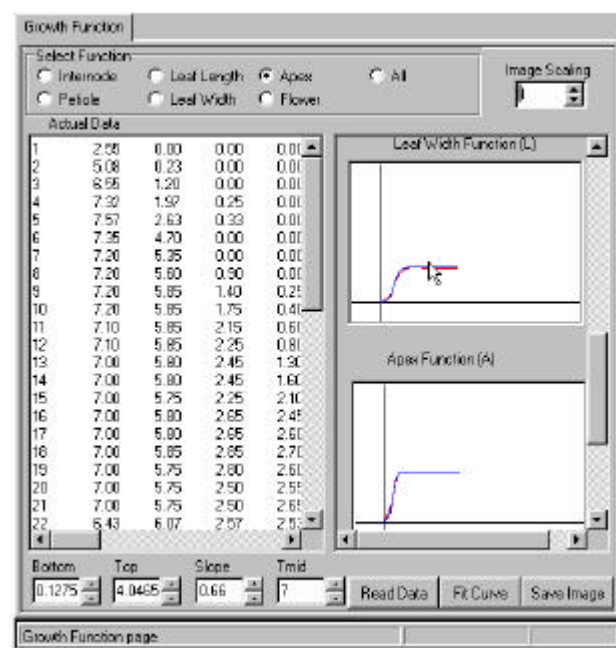 Growth Function
Select Function
Internode Leaf Length Apex All
Petiole Leaf Width Flower
Image Scaling
1
Actual Data
1 2.55 0.00 0.00 0.00
2 5.08 0.23 0.00 0.00
3 6.55 1.20 0.00 0.00
4 7.32 1.97 0.25 0.00
5 7.57 2.63 0.33 0.00
6 7.35 4.70 0.00 0.00
7 7.20 5.35 0.00 0.00
8 7.20 5.60 0.90 0.00
9 7.20 5.85 1.40 0.25
10 7.20 5.85 1.75 0.40
11 7.10 5.85 2.15 0.60
12 7.10 5.85 2.25 0.80
13 7.00 5.80 2.45 1.30
14 7.00 5.80 2.45 1.60
15 7.00 5.75 2.25 2.10
16 7.00 5.80 2.65 2.45
17 7.00 5.80 2.65 2.60
18 7.00 5.85 2.85 2.70
19 7.00 5.75 2.80 2.60
20 7.00 5.75 2.50 2.55
21 7.00 5.75 2.50 2.65
22 6.43 6.07 2.57 2.53
Leaf Width Function (L)
Apex Function (A)
Bottom Top Slope Tmid
0.1275 4.0465 0.66 7
Read Data Fit Curve Save Image
Growth Function page